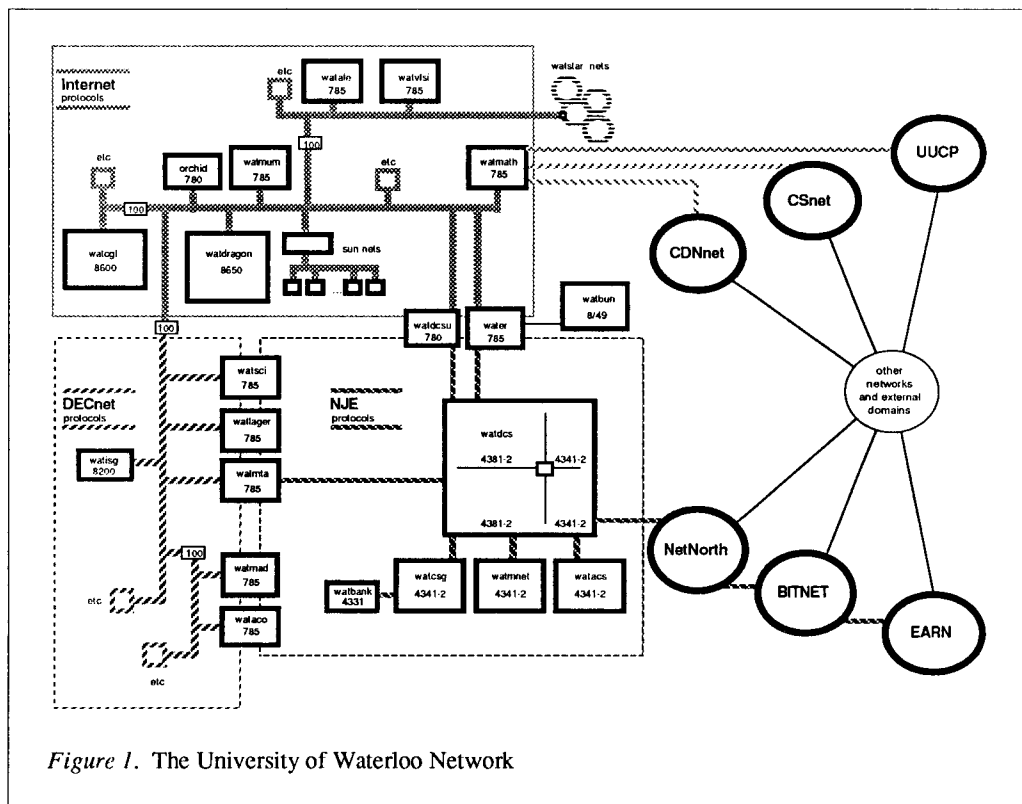 Internet
protocols
etc
watale
785
watvlsi
785
watstar nets
100
etc
orchid
780
watmum
785
etc
watmath
785
UUCP
CSnet
CDNnet
100
watcgl
8600
watdragon
8650
sun nets
...
100
watdcsu
780
water
785
watbun
8/49
DECnet
protocols
watsci
785
NJE
protocols
watlager
785
watisg
8200
watmta
785
watdcs
4381-2
4341-2
4381-2
4341-2
other
networks
and external
domains
100
watmad
785
watbank
4331
watcsg
4341-2
watmnet
4341-2
watacs
4341-2
NetNorth
BITNET
EARN
etc
wataco
785
etc
Figure 1. The University of Waterloo Network